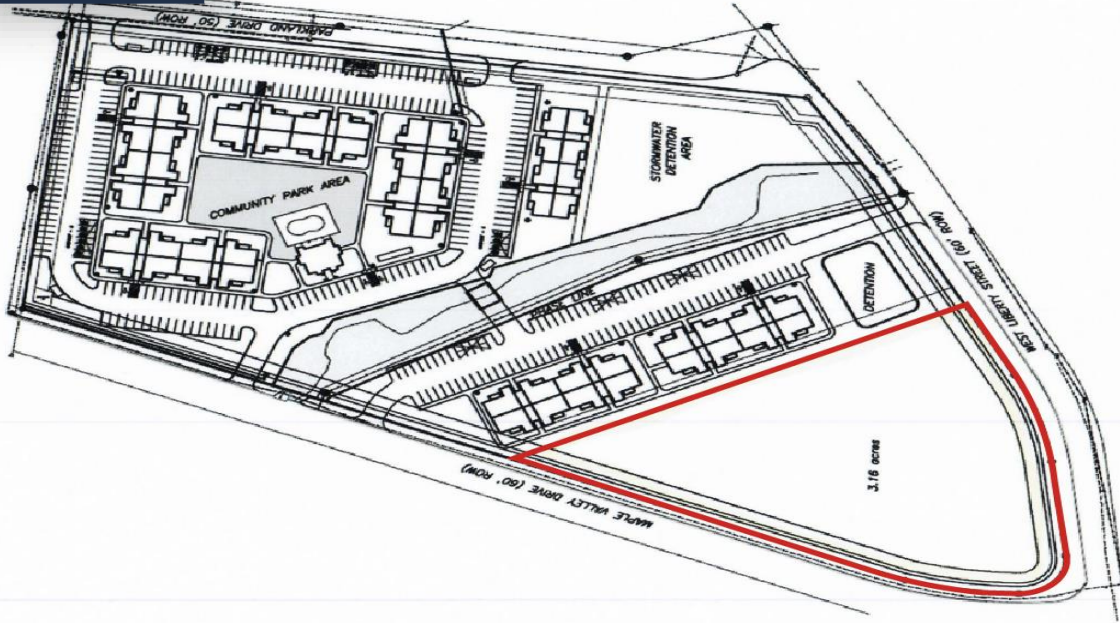 PARKLAND DRIVE (50' ROW)
COMMUNITY PARK AREA
STORMWATER
DETENTION
AREA
PHASE LINE
DETENTION
WEST LIBERTY STREET (60' ROW)
3.16 acres
MAPLE VALLEY DRIVE (60' ROW)